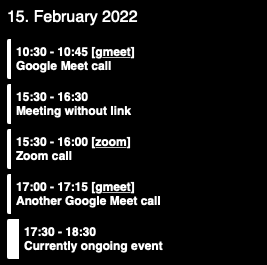 15. February 2022
10:30 - 10:45 [gmeet]
Google Meet call
15:30 - 16:30
Meeting without link
15:30 - 16:00 [zoom]
Zoom call
17:00 - 17:15 [gmeet]
Another Google Meet call
17:30 - 18:30
Currently ongoing event